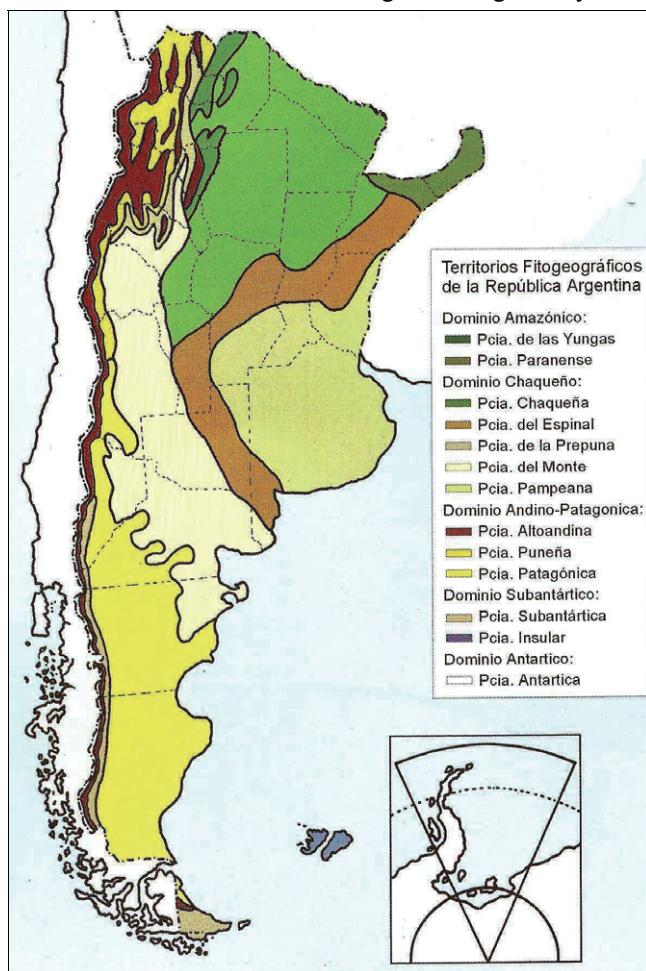 Territorios Fitogeográficos
de la República Argentina
Dominio Amazónico:
Pcia. de las Yungas
Pcia. Paranense
Dominio Chaqueño:
Pcia. Chaqueña
Pcia. del Espinal
Pcia. de la Prepuna
Pcia. del Monte
Pcia. Pampeana
Dominio Andino-Patagonica:
Pcia. Altoandina
Pcia. Puneña
Pcia. Patagónica
Dominio Subantártico:
Pcia. Subantártica
Pcia. Insular
Dominio Antartico:
Pcia. Antartica